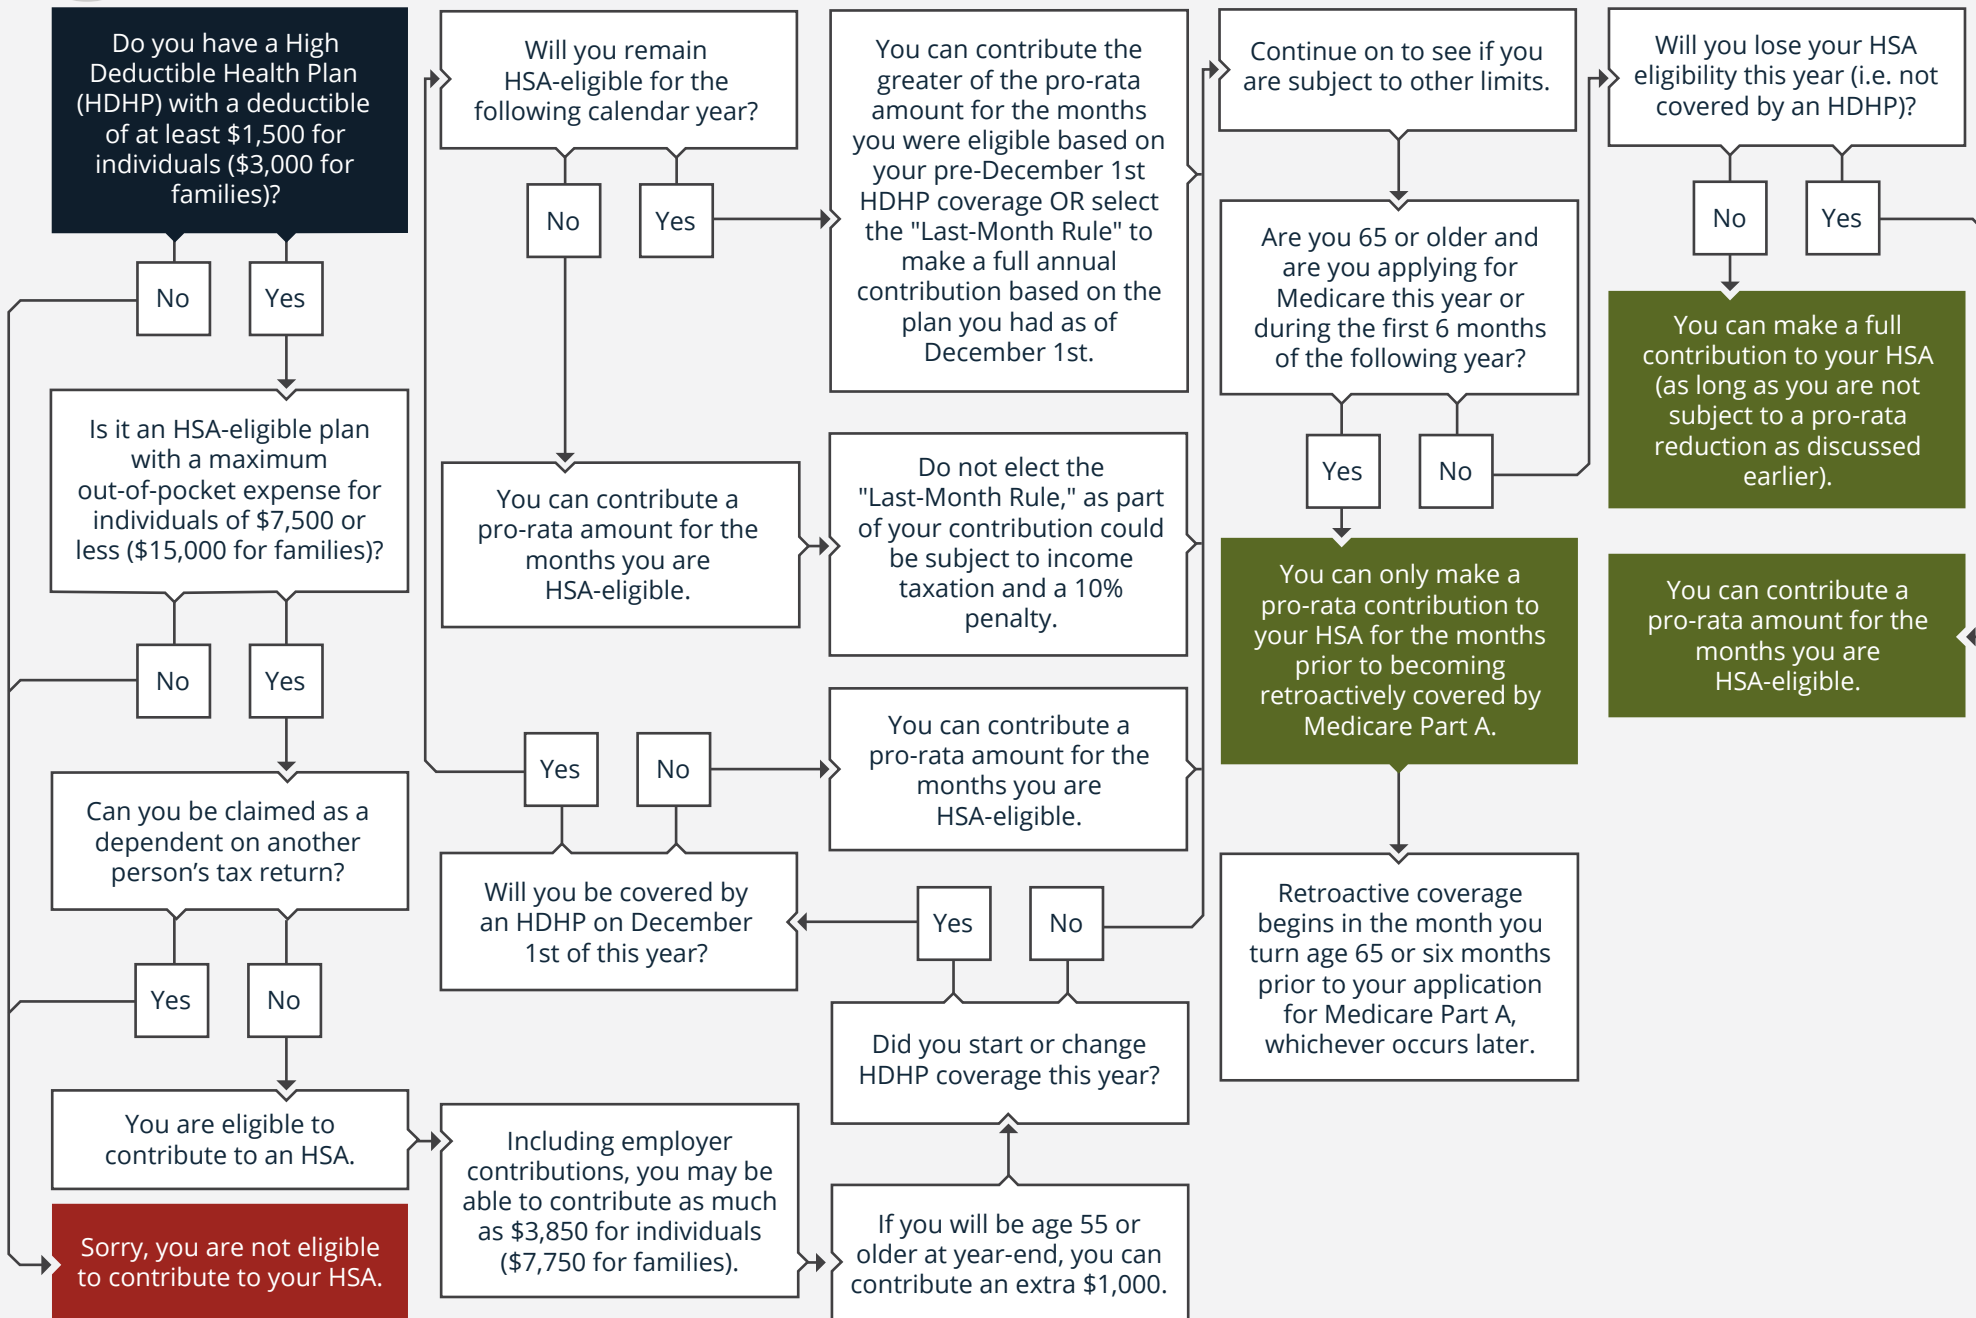 Do you have a High
Deductible Health Plan
(HDHP) with a deductible
of at least $1,500 for
individuals ($3,000 for
families)?
No
Yes
Is it an HSA-eligible plan
with a maximum
out-of-pocket expense for
individuals of $7,500 or
less ($15,000 for families)?
No
Yes
Can you be claimed as a
dependent on another
person’s tax return?
Yes
No
You are eligible to
contribute to an HSA.
Sorry, you are not eligible
to contribute to your HSA.
Including employer
contributions, you may be
able to contribute as much
as $3,850 for individuals
($7,750 for families).
If you will be age 55 or
older at year-end, you can
contribute an extra $1,000.
Did you start or change
HDHP coverage this year?
Yes
No
Will you be covered by
an HDHP on December
1st of this year?
Yes
No
You can contribute a
pro-rata amount for the
months you are
HSA-eligible.
Will you remain
HSA-eligible for the
following calendar year?
No
Yes
You can contribute a
pro-rata amount for the
months you are
HSA-eligible.
Do not elect the
"Last-Month Rule," as part
of your contribution could
be subject to income
taxation and a 10%
penalty.
You can contribute the
greater of the pro-rata
amount for the months
you were eligible based on
your pre-December 1st
HDHP coverage OR select
the "Last-Month Rule" to
make a full annual
contribution based on the
plan you had as of
December 1st.
Continue on to see if you
are subject to other limits.
Are you 65 or older and
are you applying for
Medicare this year or
during the first 6 months
of the following year?
Yes
No
You can only make a
pro-rata contribution to
your HSA for the months
prior to becoming
retroactively covered by
Medicare Part A.
Retroactive coverage
begins in the month you
turn age 65 or six months
prior to your application
for Medicare Part A,
whichever occurs later.
Will you lose your HSA
eligibility this year (i.e. not
covered by an HDHP)?
No
Yes
You can make a full
contribution to your HSA
(as long as you are not
subject to a pro-rata
reduction as discussed
earlier).
You can contribute a
pro-rata amount for the
months you are
HSA-eligible.